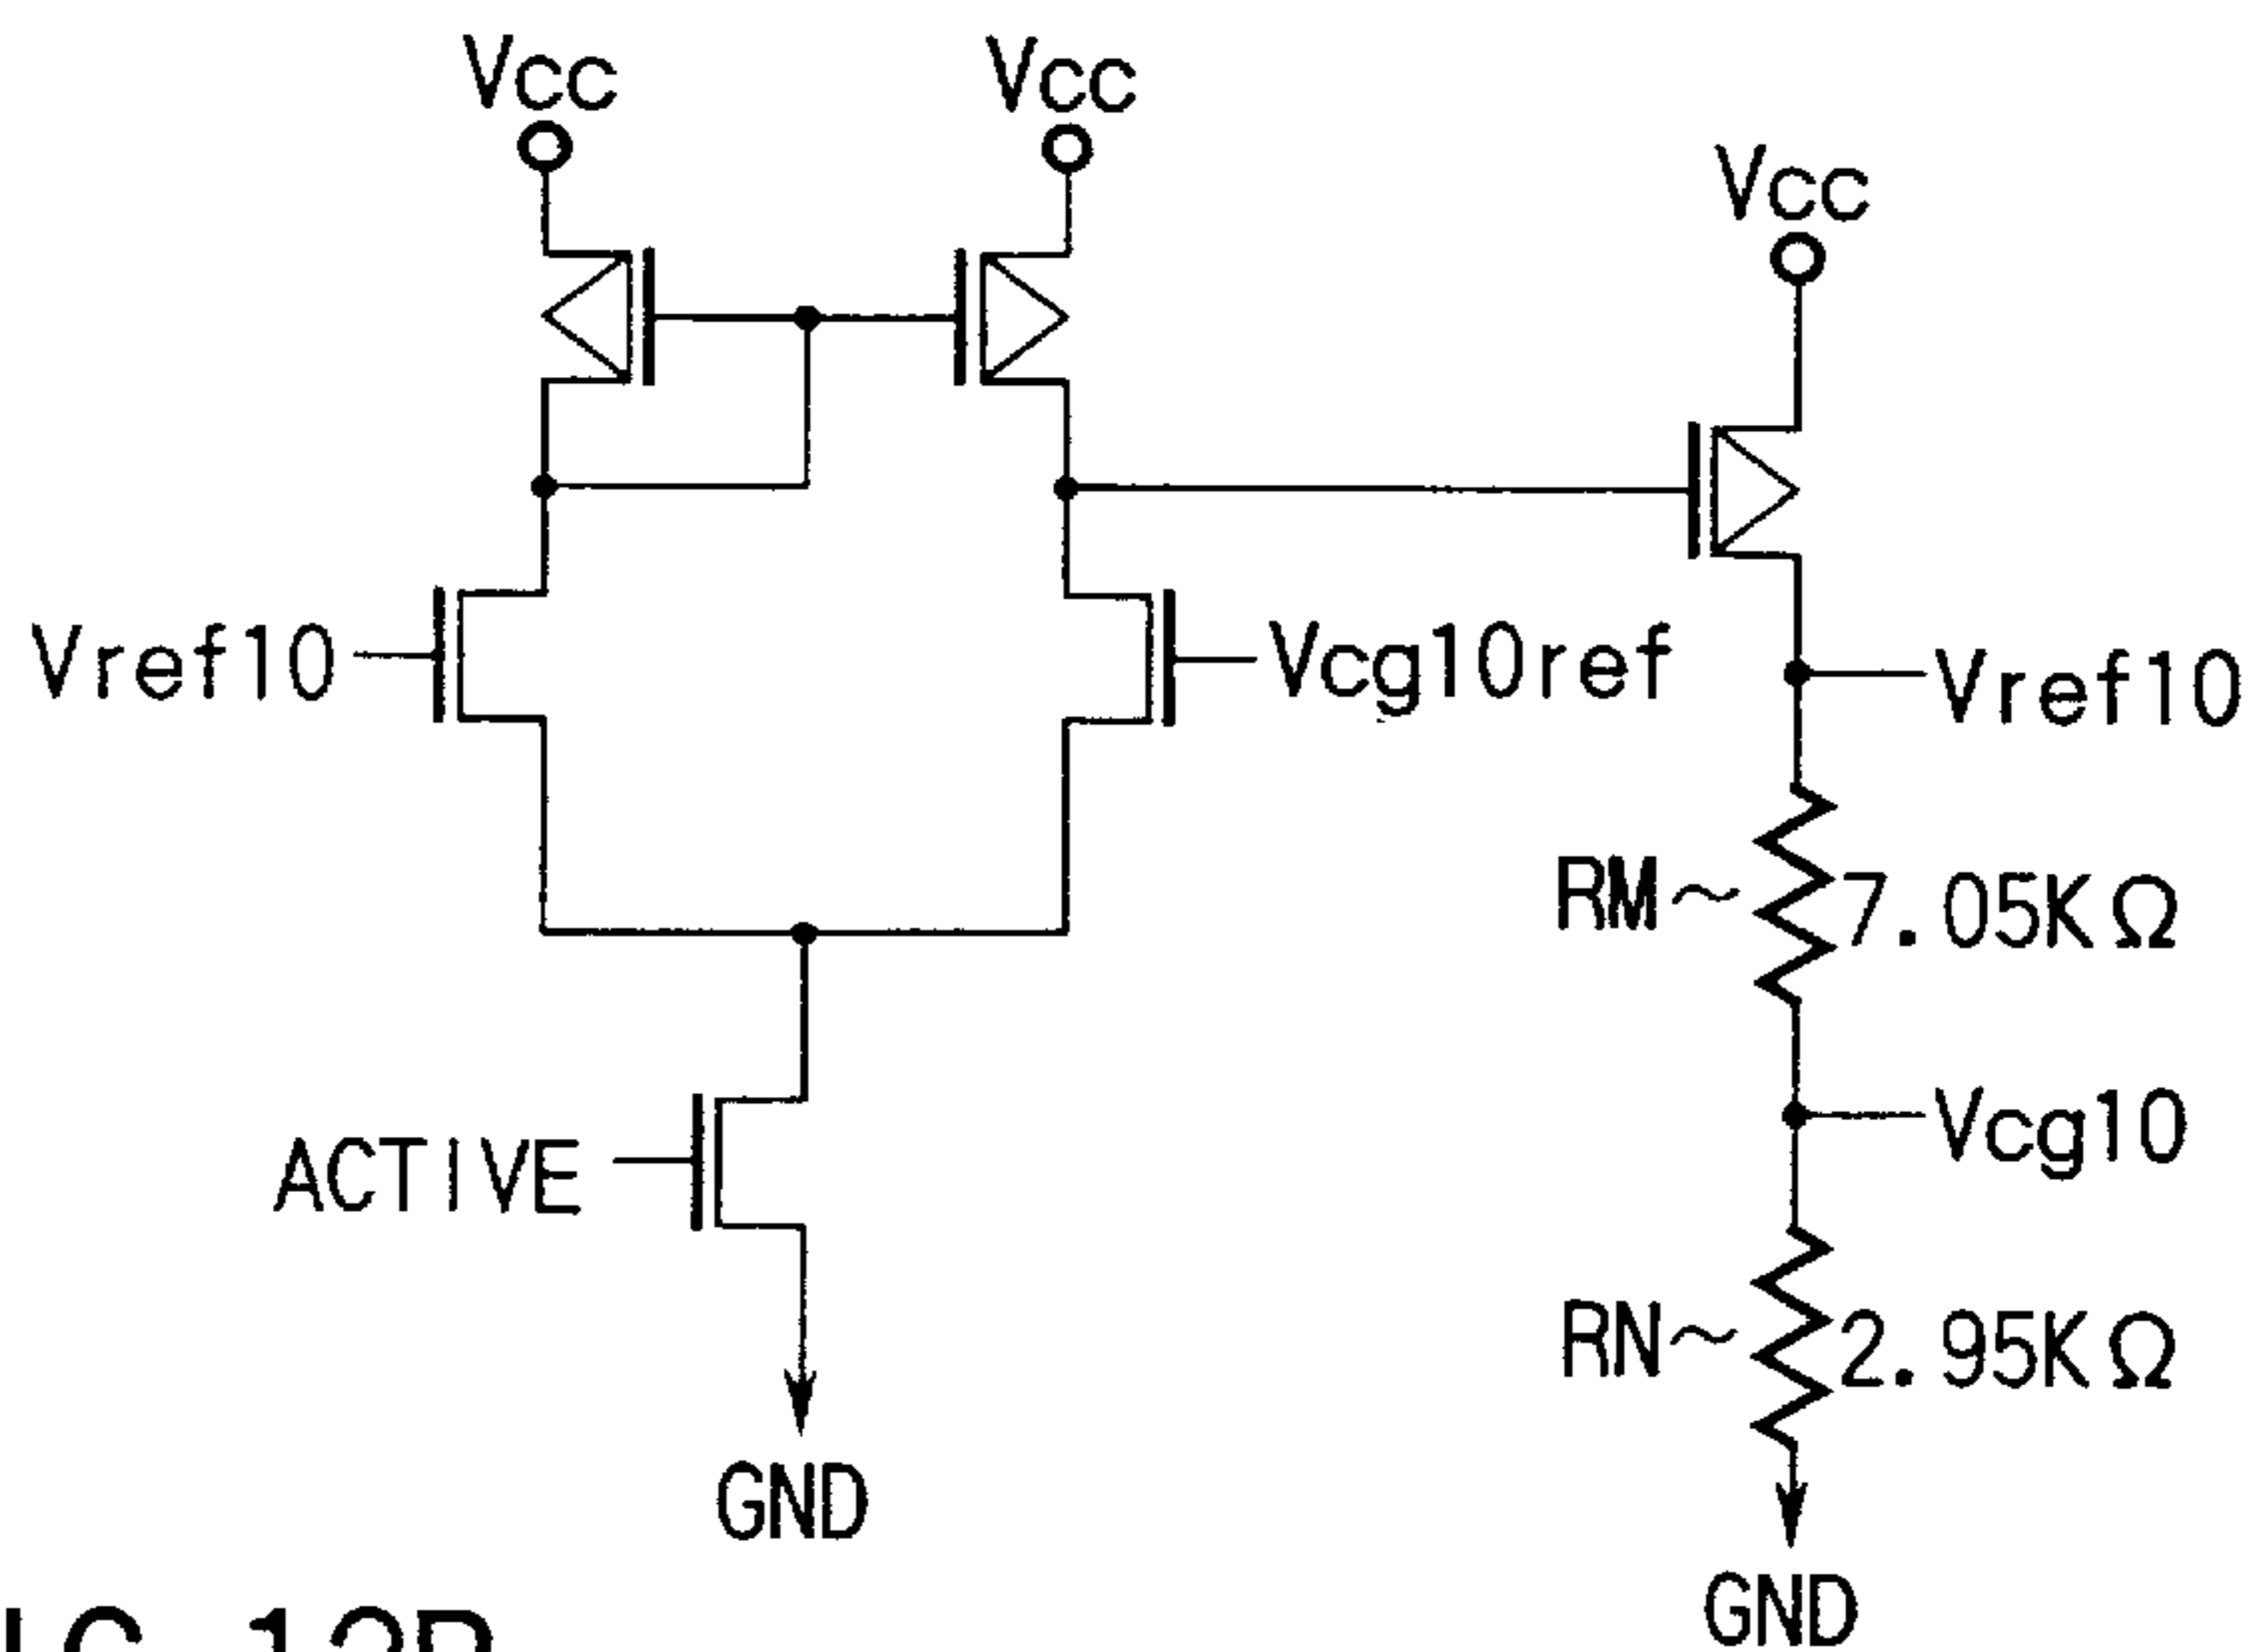 Vcc
Vcc
Vcc
Vref10
Vcg10ref
Vref10
RM
7.05KΩ
Vcg10
ACTIVE
RN
2.95KΩ
GND
GND